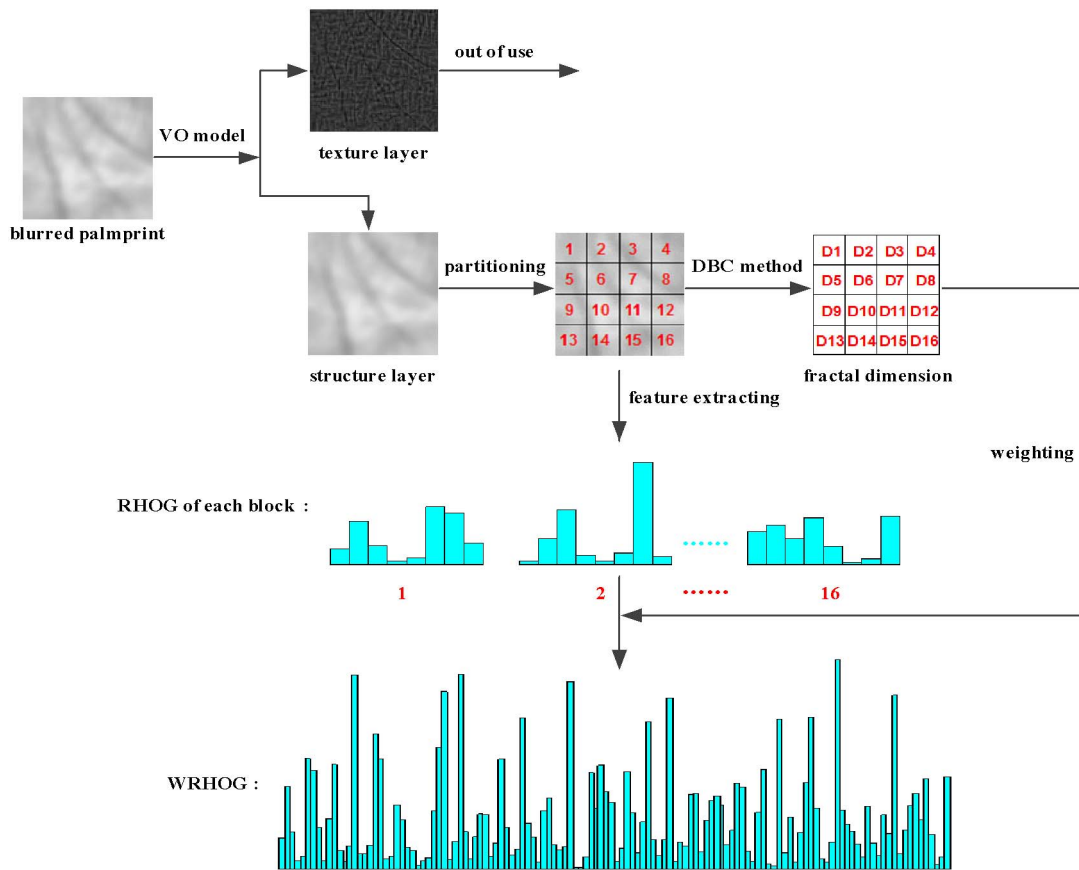 out of use
VO model
texture layer
blurred palmprint
1 2 3 4
5 6 7 8
9 10 11 12
13 14 15 16
partitioning
DBC method
D1 D2 D3 D4
D5 D6 D7 D8
D9 D10 D11 D12
D13 D14 D15 D16
structure layer
fractal dimension
feature extracting
weighting
RHOG of each block :
......
1 2 ...... 16
WRHOG :